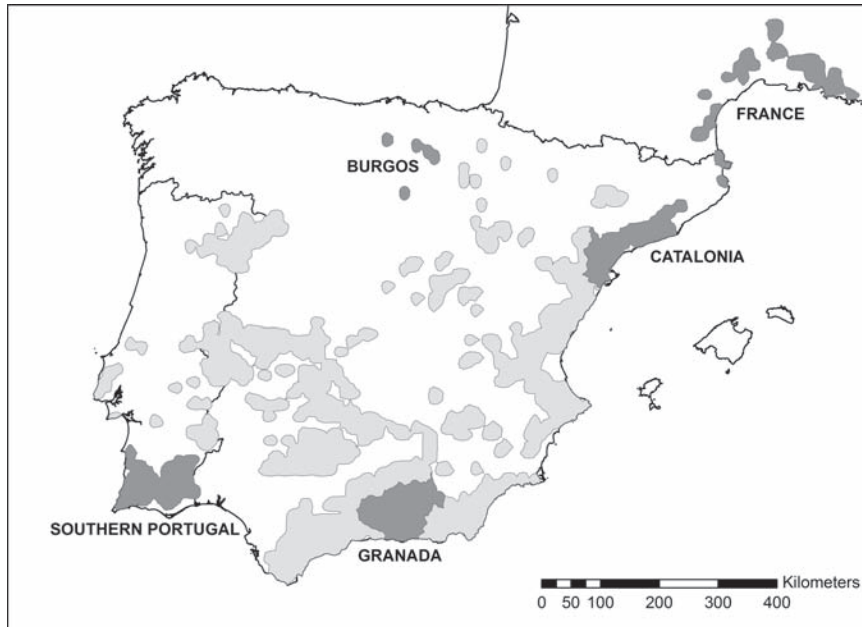 FRANCE
BURGOS
CATALONIA
SOUTHERN PORTUGAL
GRANADA
Kilometers
0 50 100 200 300 400